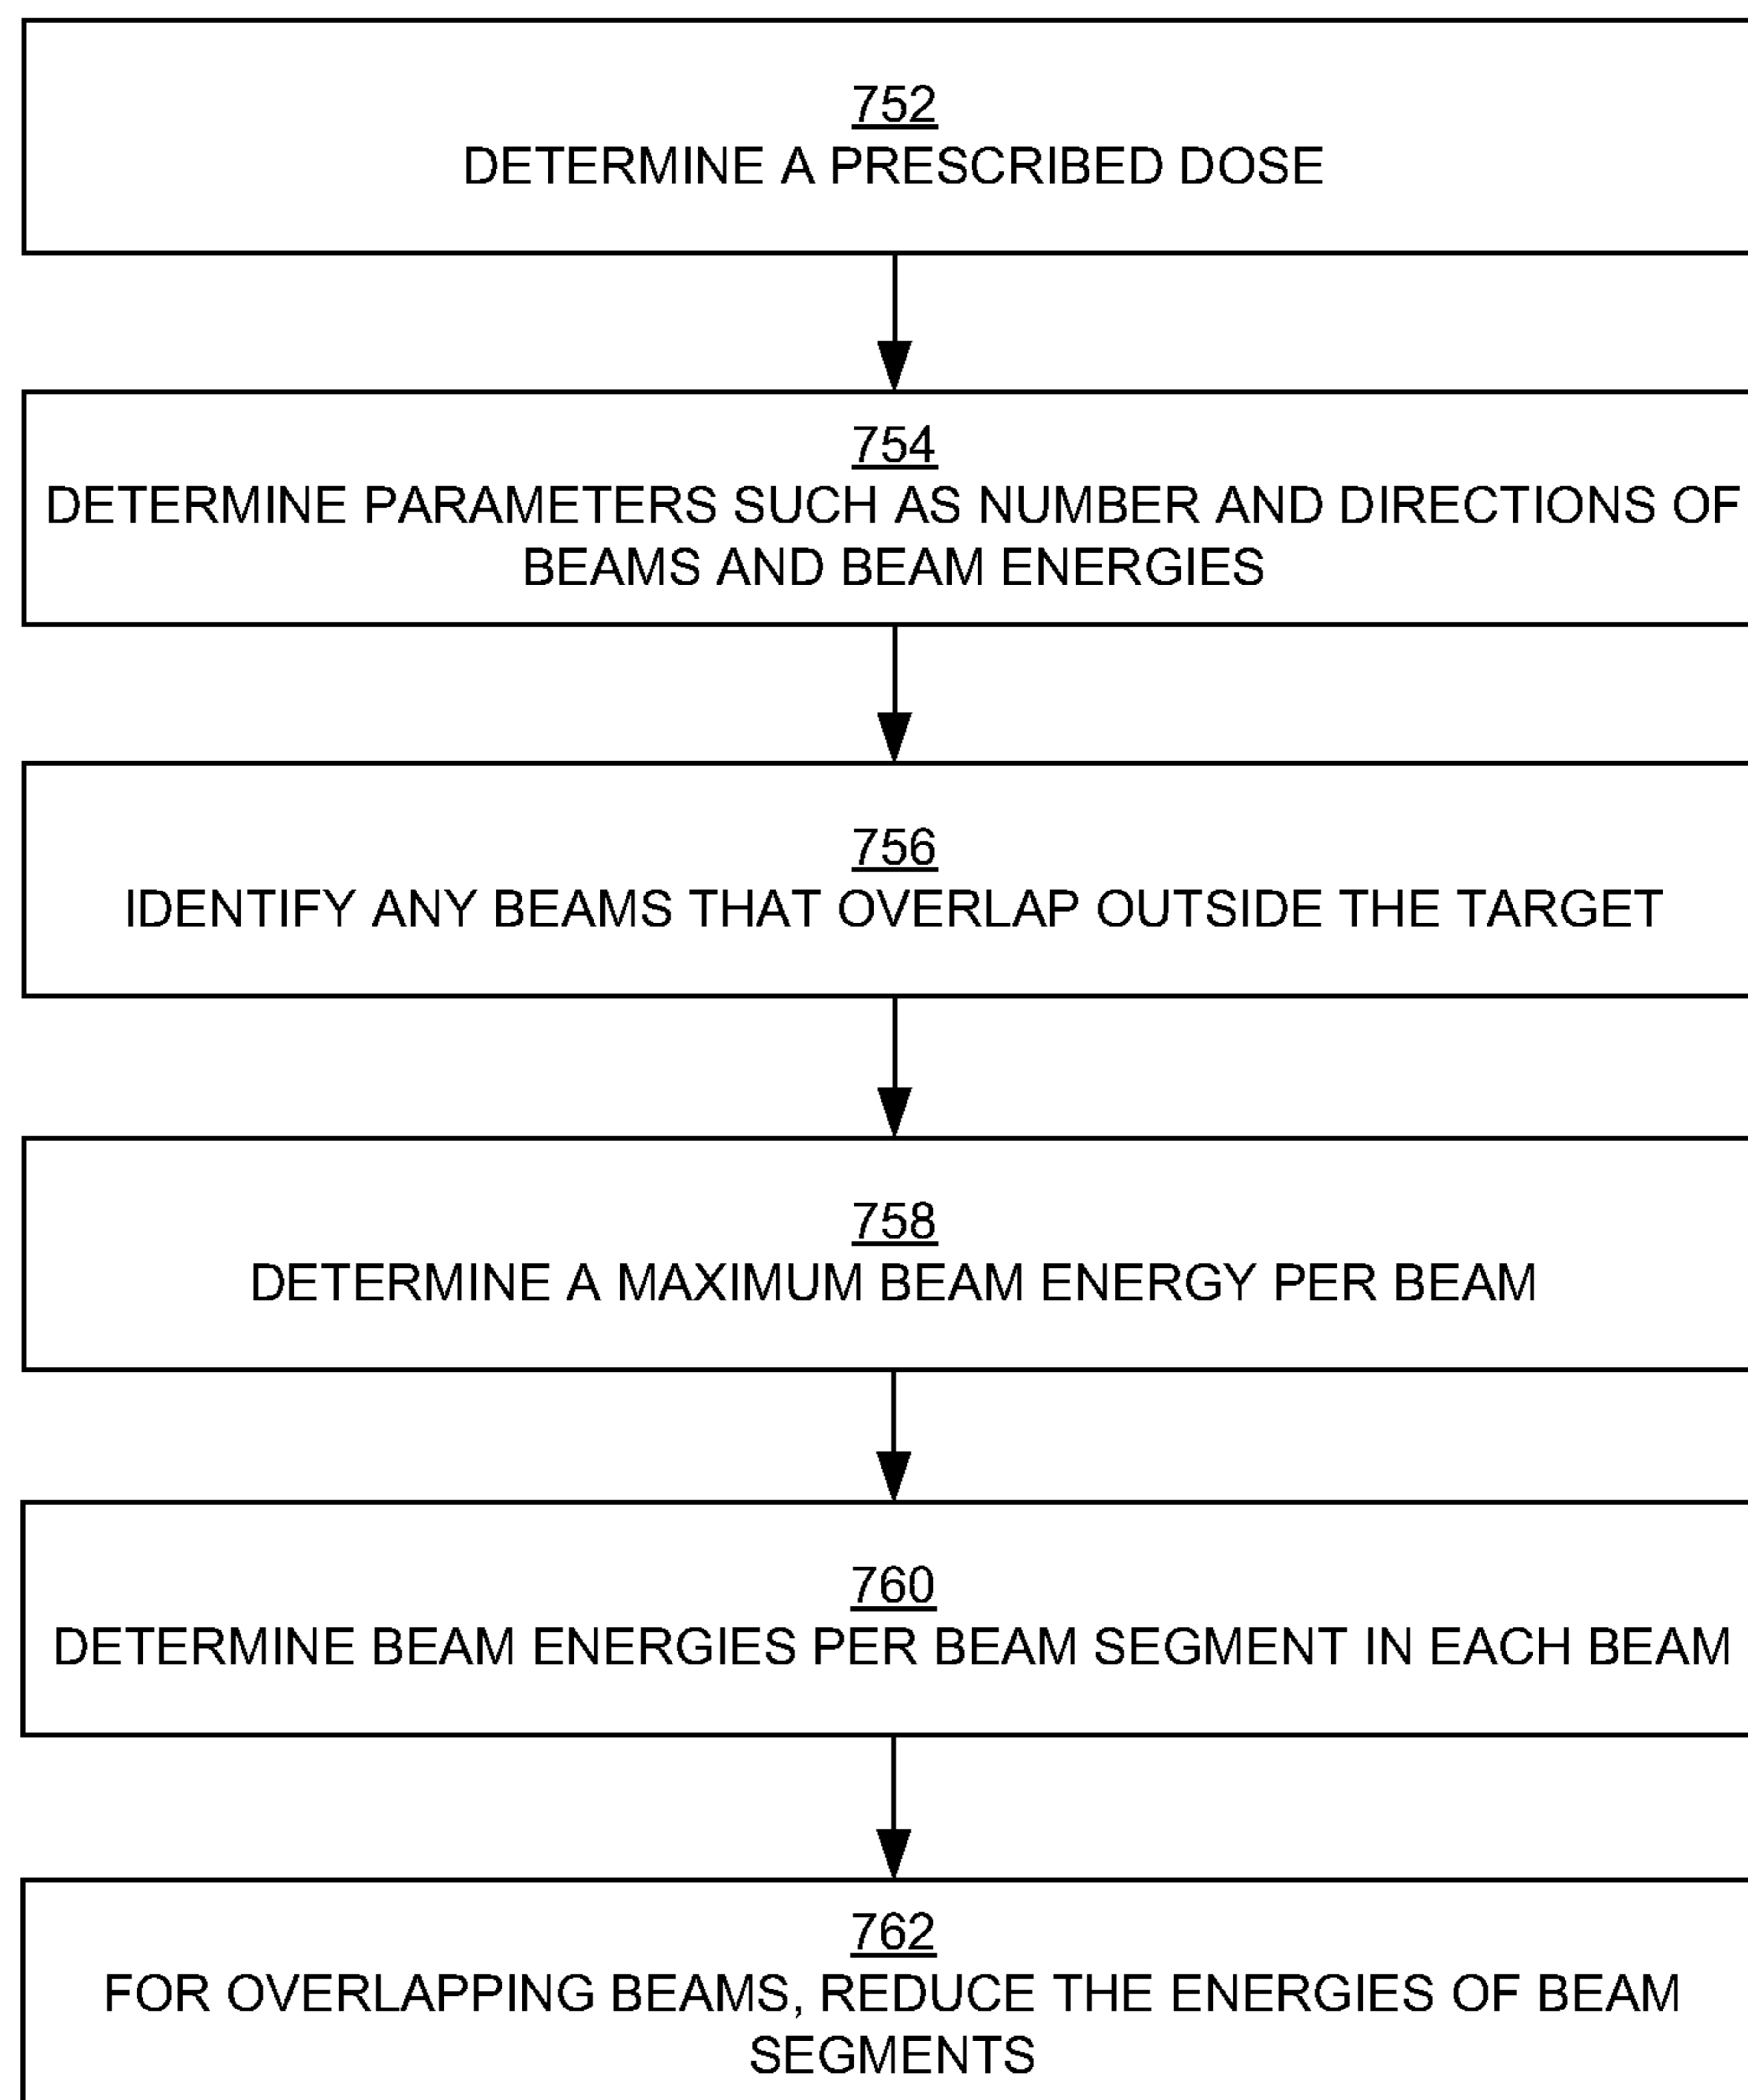 752
DETERMINE A PRESCRIBED DOSE
754
DETERMINE PARAMETERS SUCH AS NUMBER AND DIRECTIONS OF
BEAMS AND BEAM ENERGIES
756
IDENTIFY ANY BEAMS THAT OVERLAP OUTSIDE THE TARGET
758
DETERMINE A MAXIMUM BEAM ENERGY PER BEAM
760
DETERMINE BEAM ENERGIES PER BEAM SEGMENT IN EACH BEAM
762
FOR OVERLAPPING BEAMS, REDUCE THE ENERGIES OF BEAM
SEGMENTS